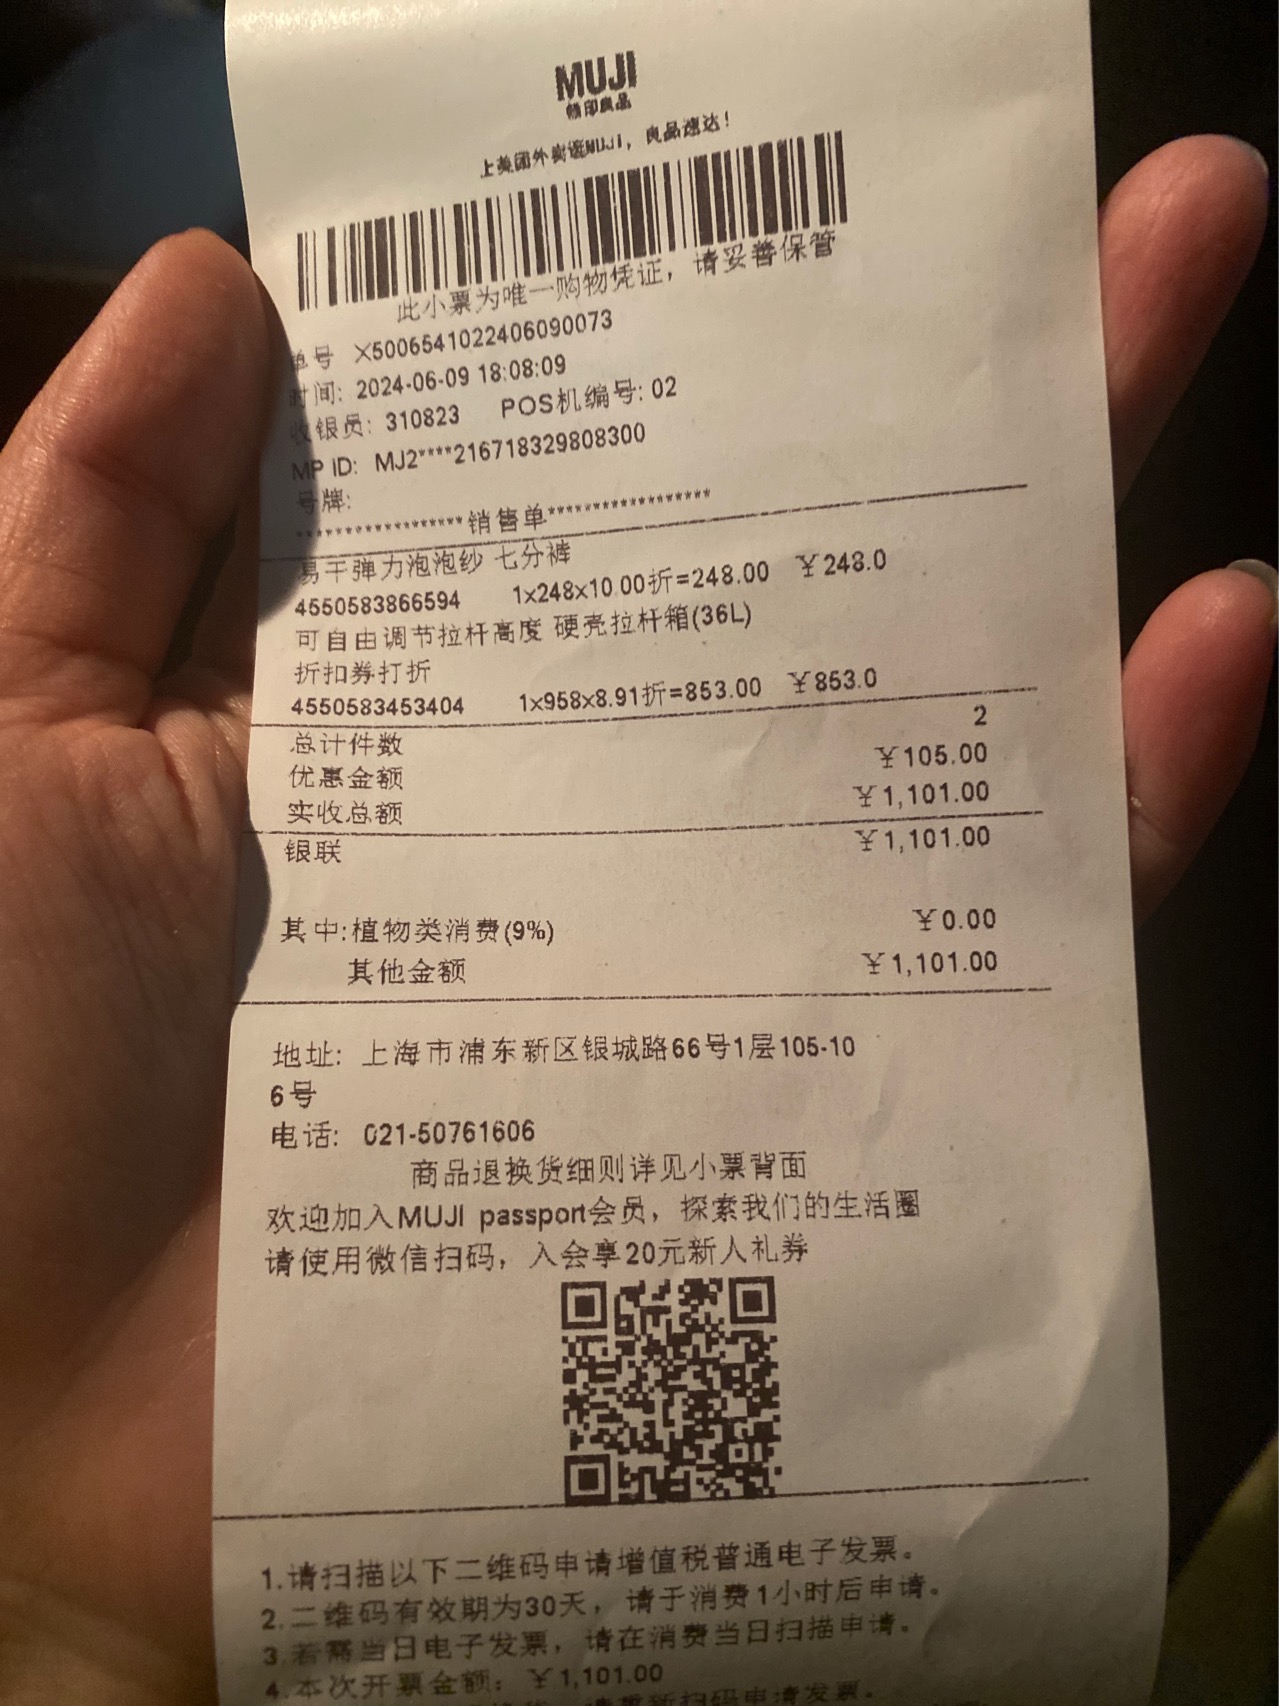 MUJI
無印良品
上美团外卖逛MUJI，良品速达！
此小票为唯一购物凭证，请妥善保管
单号 X5006541022406090073
时间: 2024-06-09 18:08:09
收银员: 310823 POS机编号: 02
MP ID: MJ2****216718329808300
号牌:
******************销售单******************
易干弹力泡泡纱 七分裤
4550583866594 1x248x10.00折=248.00 ￥248.0
可自由调节拉杆高度 硬壳拉杆箱(36L)
折扣券打折
4550583453404 1x958x8.91折=853.00 ￥853.0
总计件数 2
优惠金额 ￥105.00
实收总额 ￥1,101.00
银联 ￥1,101.00
其中:植物类消费(9%) ￥0.00
其他金额 ￥1,101.00
地址: 上海市浦东新区银城路66号1层105-10
6号
电话: 021-50761606
商品退换货细则详见小票背面
欢迎加入MUJI passport会员，探索我们的生活圈
请使用微信扫码，入会享20元新人礼券
1.请扫描以下二维码申请增值税普通电子发票。
2.二维码有效期为30天，请于消费1小时后申请。
3.若需当日电子发票，请在消费当日扫描申请。
4.本次开票金额: ￥1,101.00
请重新扫码申请发票。